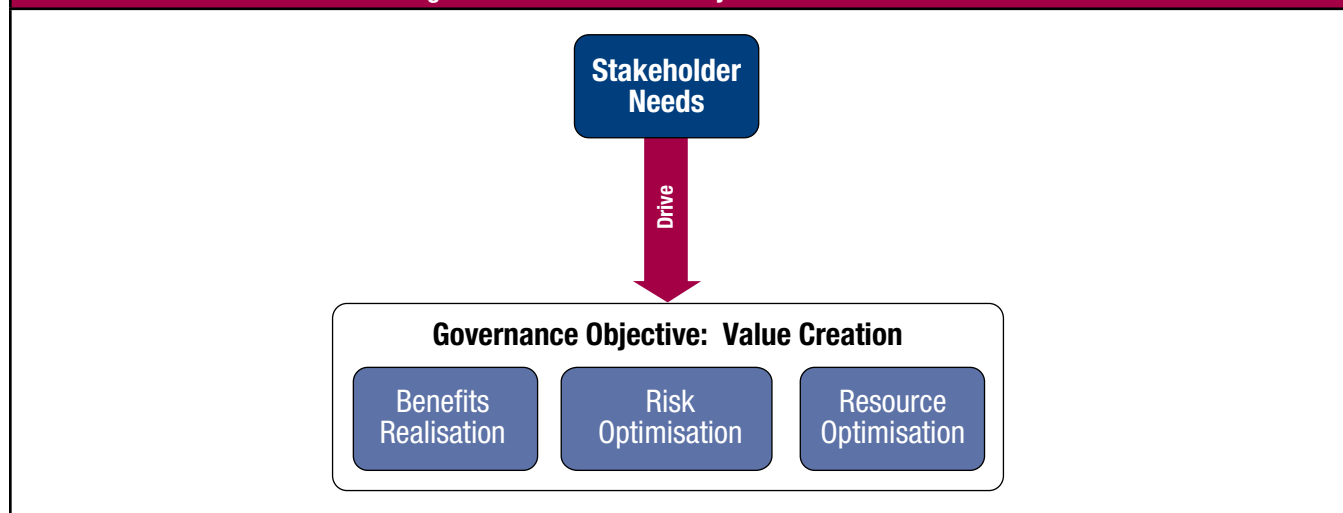 Stakeholder
Needs
Drive
Governance Objective: Value Creation
Benefits
Realisation
Risk
Optimisation
Resource
Optimisation